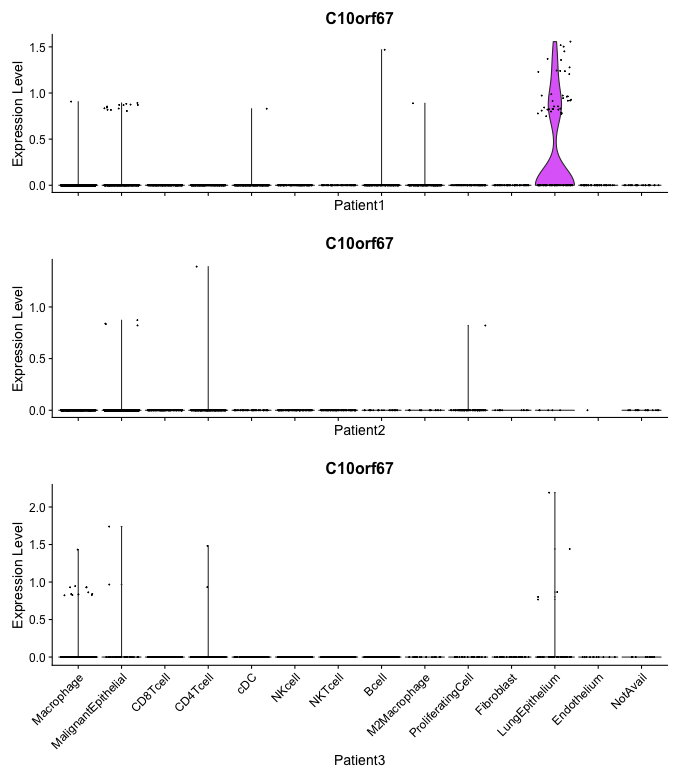 C10orf67
Expression Level
1.5
1.0
0.5
0.0
Patient1
C10orf67
Expression Level
1.0
0.5
0.0
Patient2
C10orf67
Expression Level
2.0
1.5
1.0
0.5
0.0
Macrophage
MalignantEpithelial
CD8Tcell
CD4Tcell
cDC
NKcell
NKTcell
Bcell
M2Macrophage
ProliferatingCell
Fibroblast
LungEpithelium
Endothelium
NotAvail
Patient3